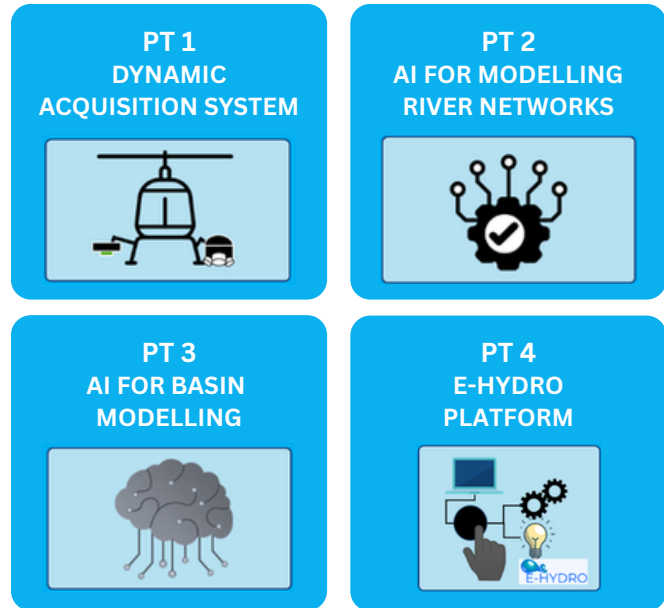 PT 1
DYNAMIC
ACQUISITION SYSTEM
PT 2
AI FOR MODELLING
RIVER NETWORKS
PT 3
AI FOR BASIN
MODELLING
PT 4
E-HYDRO
PLATFORM
E-HYDRO